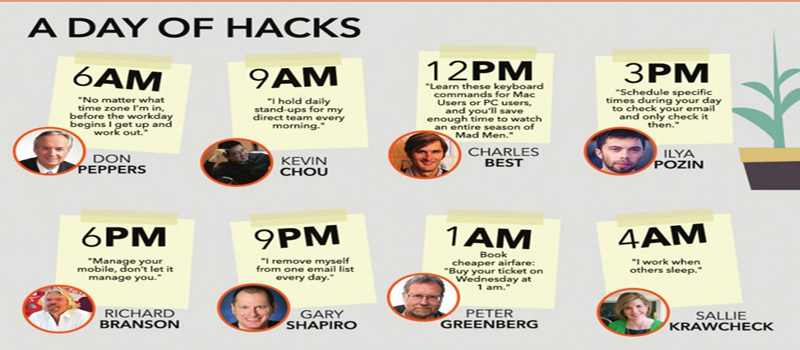 A DAY OF HACKS
6AM
"No matter what
time zone I'm in,
before the workday
begins I get up and
work out."
DON
PEPPERS
9AM
"I hold daily
stand-ups for my
direct team every
morning."
KEVIN
CHOU
12PM
"Learn these keyboard
commands for Mac
Users or PC users,
and you'll save
enough time to watch
an entire season of
Mad Men."
CHARLES
BEST
3PM
"Schedule specific
times during your day
to check your email
and only check it
then."
ILYA
POZIN
6PM
"Manage your
mobile, don't let it
manage you."
RICHARD
BRANSON
9PM
"I remove myself
from one email list
every day."
GARY
SHAPIRO
1AM
Book
cheaper airfare:
"Buy your ticket on
Wednesday at
1 am."
PETER
GREENBERG
4AM
"I work when
others sleep."
SALLIE
KRAWCHECK